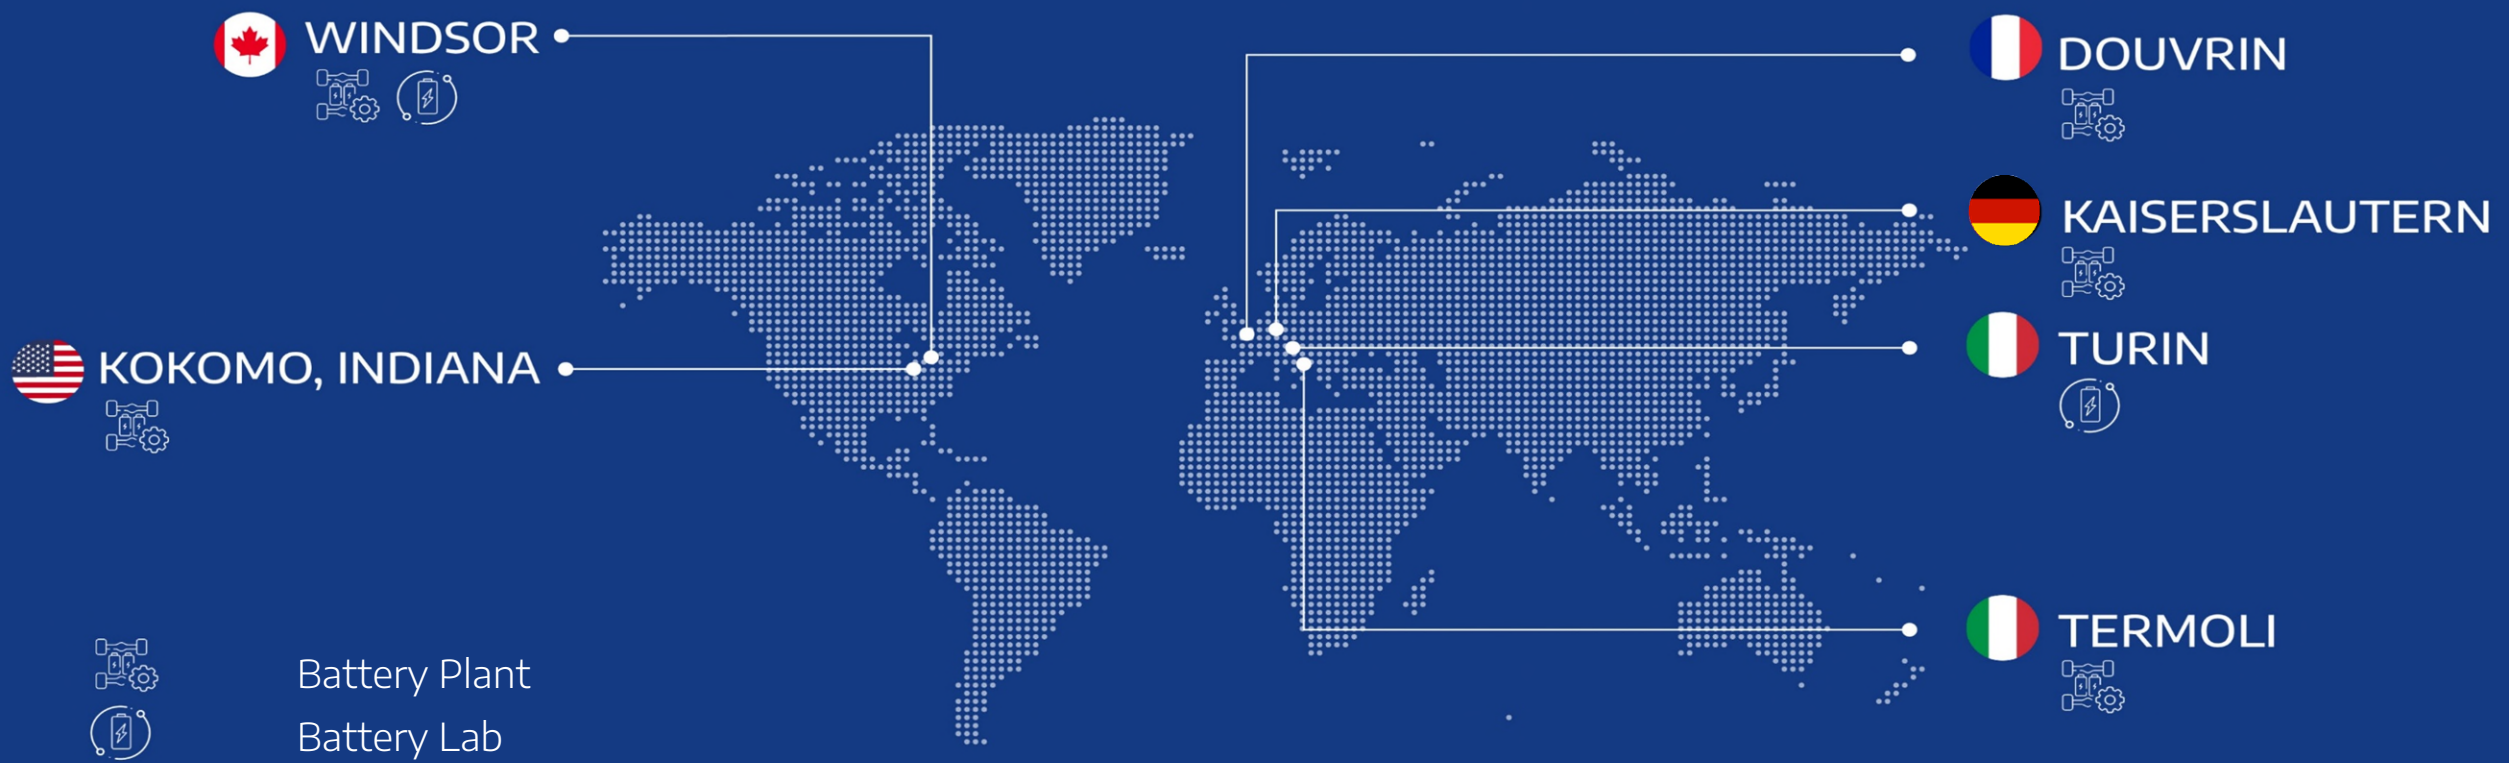 WINDSOR
DOUVRIN
KAISERSLAUTERN
TURIN
KOKOMO, INDIANA
TERMOLI
Battery Plant
Battery Lab